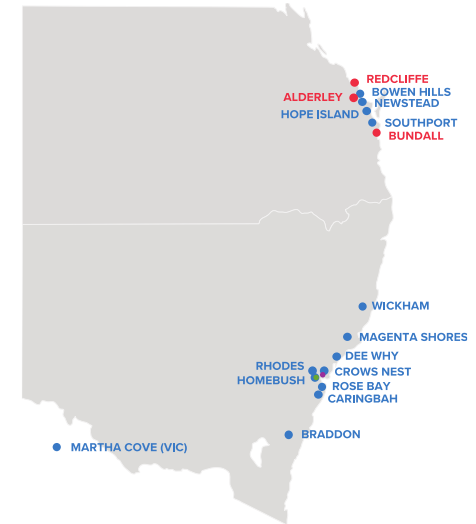 REDCLIFFE
BOWEN HILLS
ALDERLEY
NEWSTEAD
HOPE ISLAND
SOUTHPORT
BUNDALL
WICKHAM
MAGENTA SHORES
DEE WHY
RHODES
CROWS NEST
HOMEBUSH
ROSE BAY
CARINGBAH
BRADDON
MARTHA COVE (VIC)